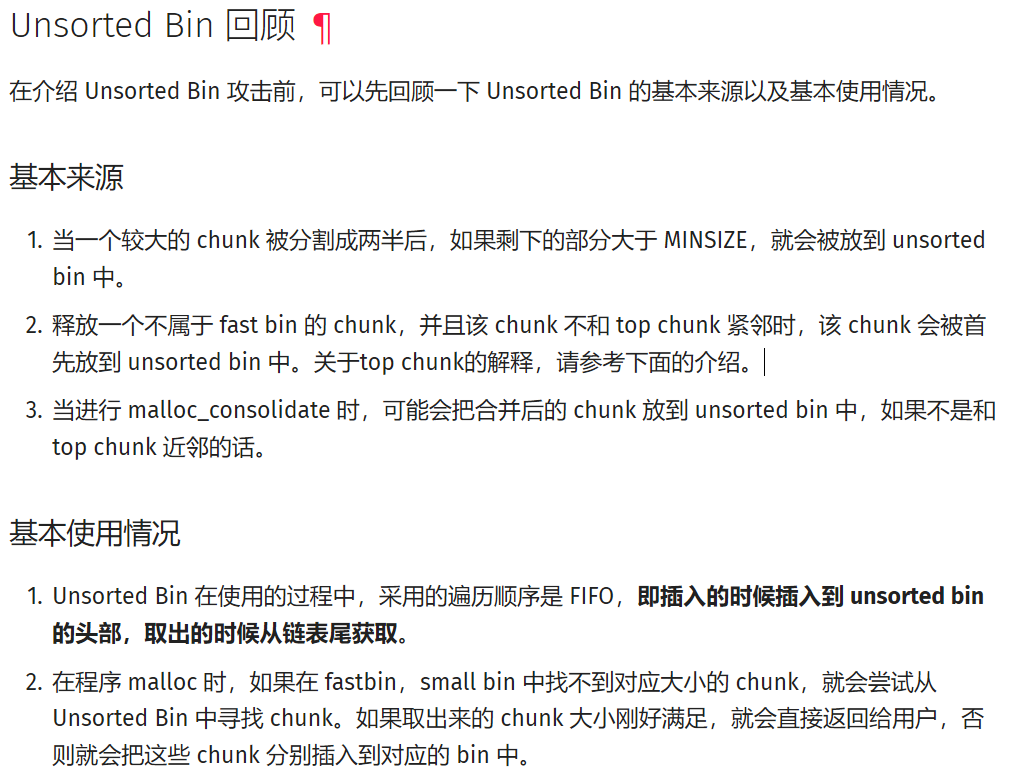 Unsorted Bin 回顾 ¶
在介绍 Unsorted Bin 攻击前，可以先回顾一下 Unsorted Bin 的基本来源以及基本使用情况。
基本来源
1. 当一个较大的 chunk 被分割成两半后，如果剩下的部分大于 MINSIZE，就会被放到 unsorted
bin 中。
2. 释放一个不属于 fast bin 的 chunk，并且该 chunk 不和 top chunk 紧邻时，该 chunk 会被首
先放到 unsorted bin 中。关于top chunk的解释，请参考下面的介绍。
3. 当进行 malloc_consolidate 时，可能会把合并后的 chunk 放到 unsorted bin 中，如果不是和
top chunk 近邻的话。
基本使用情况
1. Unsorted Bin 在使用的过程中，采用的遍历顺序是 FIFO，即插入的时候插入到 unsorted bin
的头部，取出的时候从链表尾获取。
2. 在程序 malloc 时，如果在 fastbin，small bin 中找不到对应大小的 chunk，就会尝试从
Unsorted Bin 中寻找 chunk。如果取出来的 chunk 大小刚好满足，就会直接返回给用户，否
则就会把这些 chunk 分别插入到对应的 bin 中。